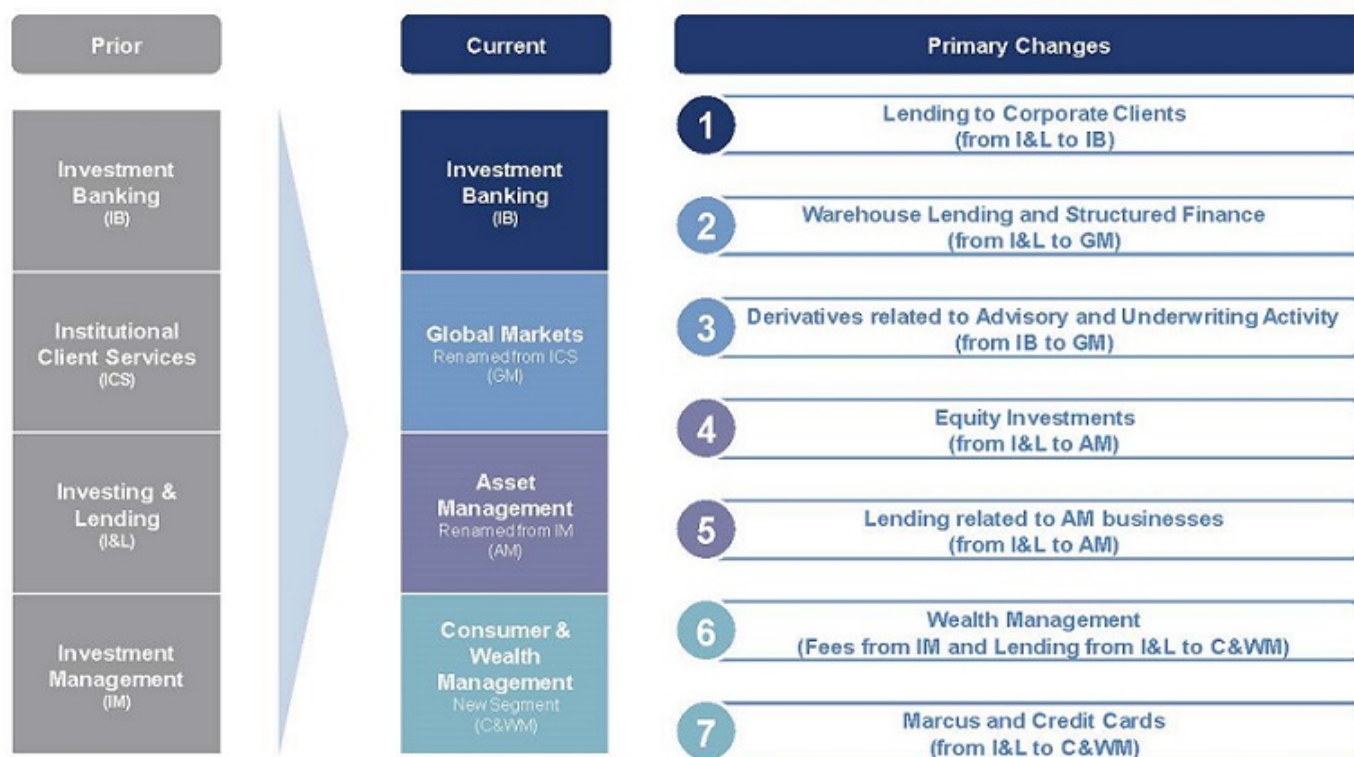 Prior
Current
Primary Changes
Investment
Banking
(IB)
Institutional
Client Services
(ICS)
Investing &
Lending
(I&L)
Investment
Management
(IM)
Investment
Banking
(IB)
Global Markets
Renamed from ICS
(GM)
Asset
Management
Renamed from IM
(AM)
Consumer &
Wealth
Management
New Segment
(C&WM)
1
Lending to Corporate Clients
(from I&L to IB)
2
Warehouse Lending and Structured Finance
(from I&L to GM)
3
Derivatives related to Advisory and Underwriting Activity
(from IB to GM)
4
Equity Investments
(from I&L to AM)
5
Lending related to AM businesses
(from I&L to AM)
6
Wealth Management
(Fees from IM and Lending from I&L to C&WM)
7
Marcus and Credit Cards
(from I&L to C&WM)